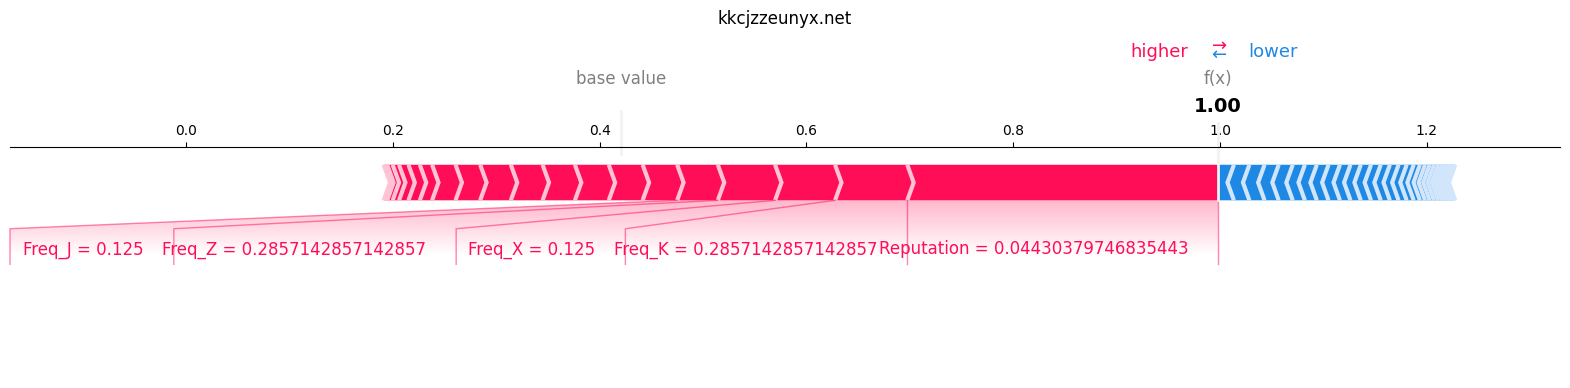 kkcjzzeunyx.net
higher ⇄ lower
base value f(x)
1.00
0.0 0.2 0.4 0.6 0.8 1.0 1.2
Freq_J = 0.125 Freq_Z = 0.2857142857142857 Freq_X = 0.125 Freq_K = 0.2857142857142857 Reputation = 0.04430379746835443